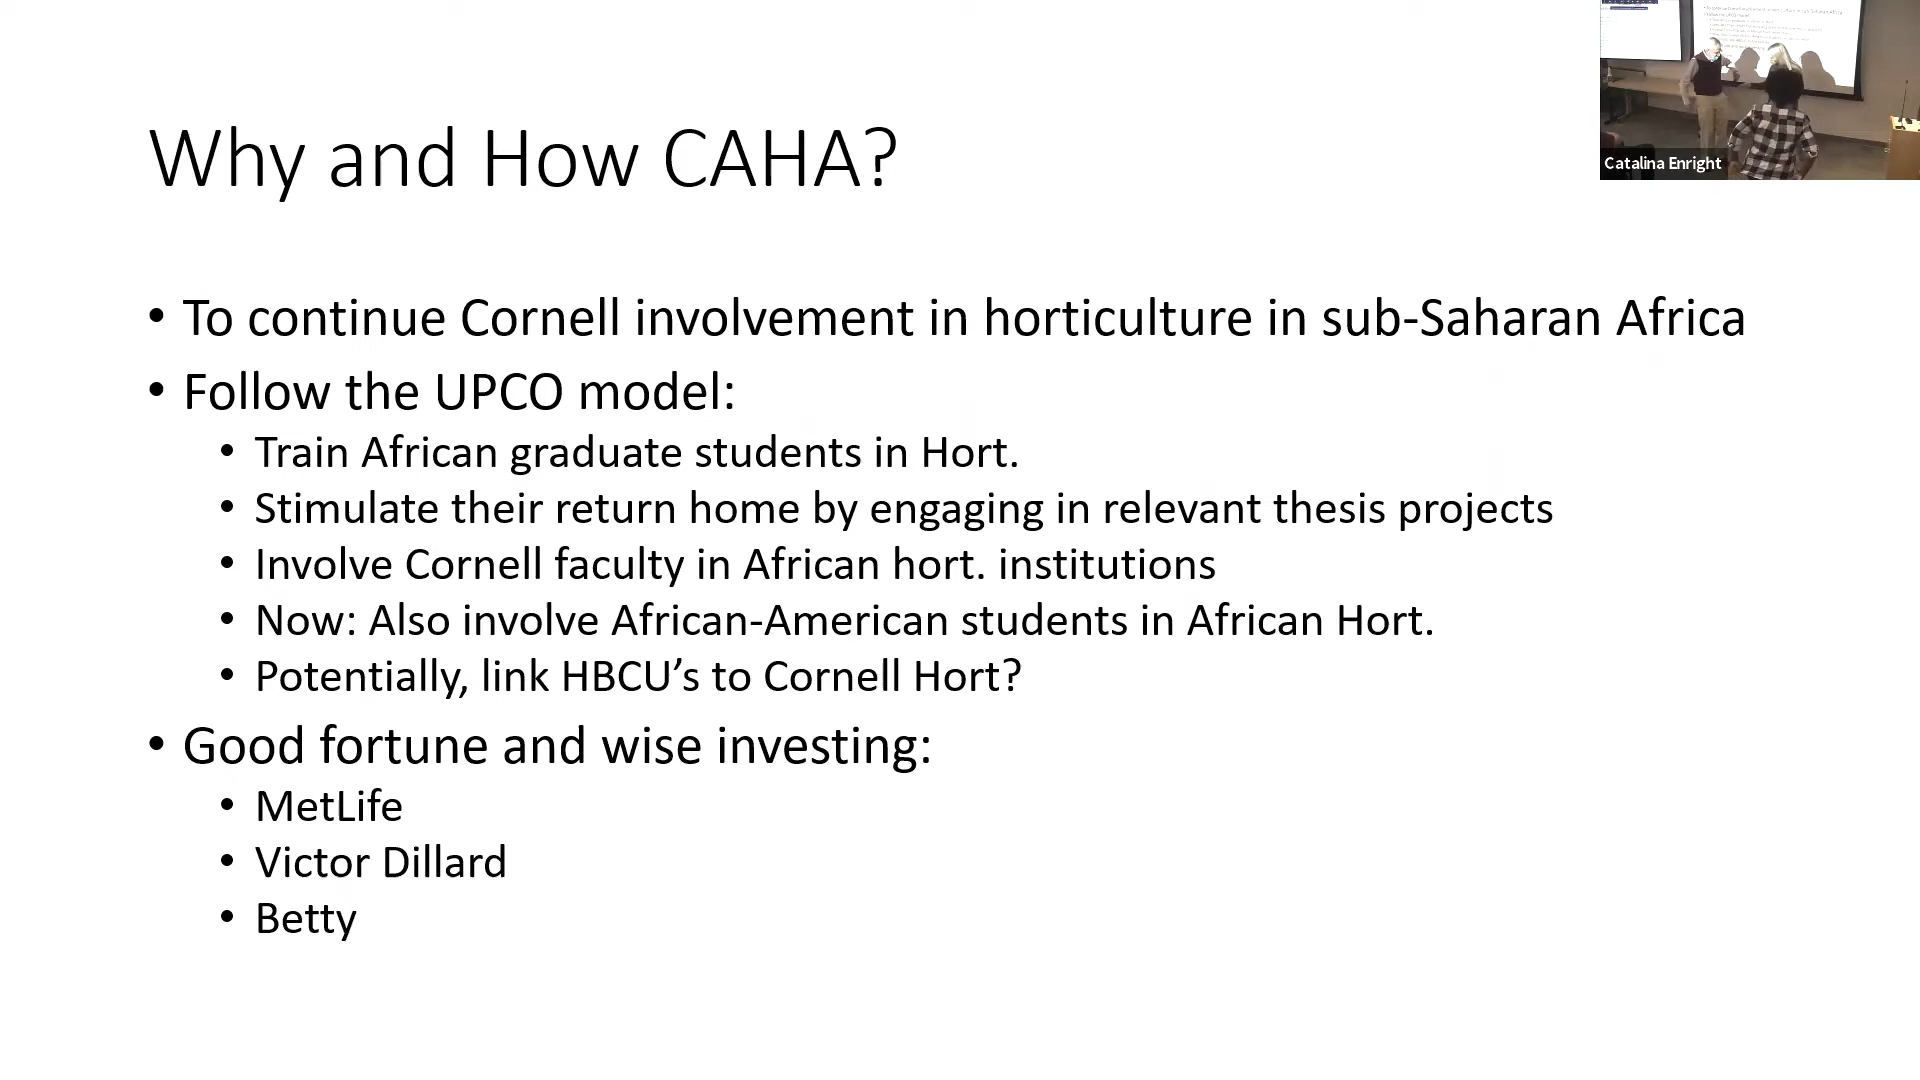 Why and How CAHA?
Catalina Enright
• To continue Cornell involvement in horticulture in sub-Saharan Africa
• Follow the UPCO model:
• Train African graduate students in Hort.
• Stimulate their return home by engaging in relevant thesis projects
• Involve Cornell faculty in African hort. institutions
• Now: Also involve African-American students in African Hort.
• Potentially, link HBCU’s to Cornell Hort?
• Good fortune and wise investing:
• MetLife
• Victor Dillard
• Betty